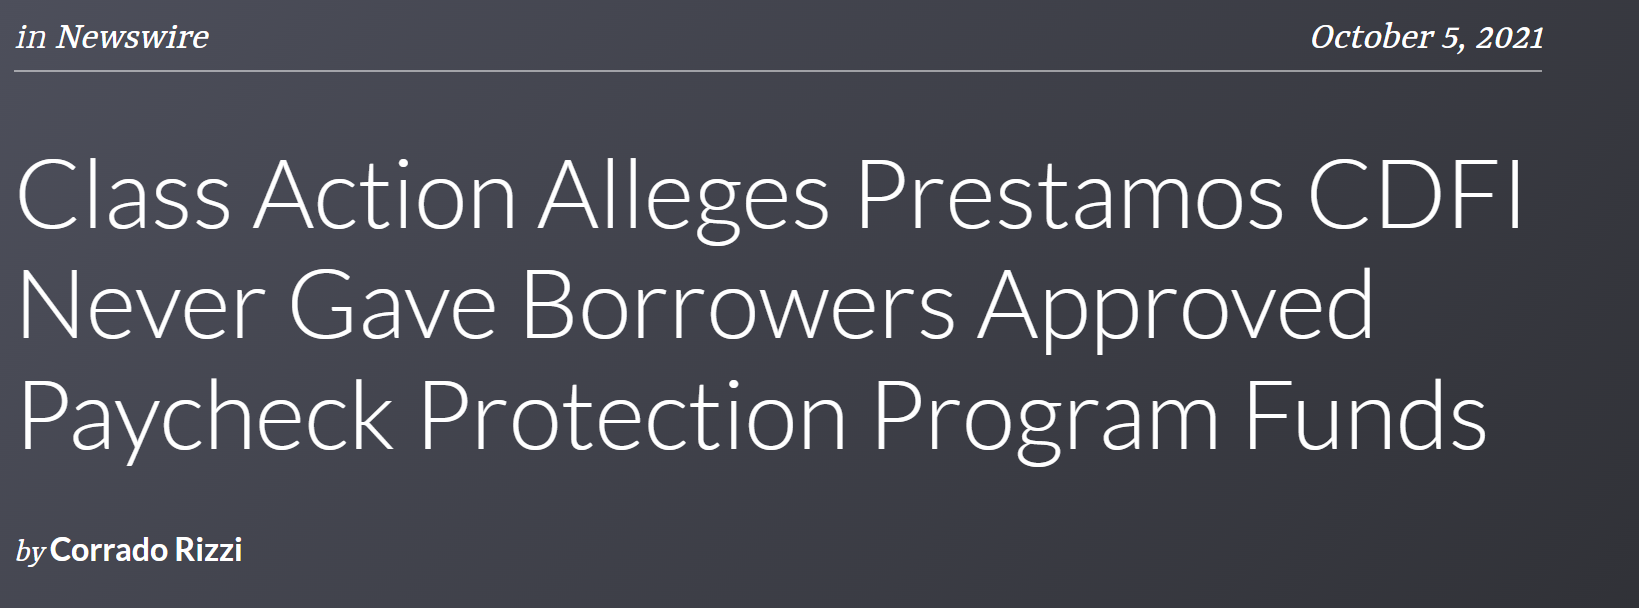 in Newswire
October 5, 2021
Class Action Alleges Prestamos CDFI
Never Gave Borrowers Approved
Paycheck Protection Program Funds
by Corrado Rizzi